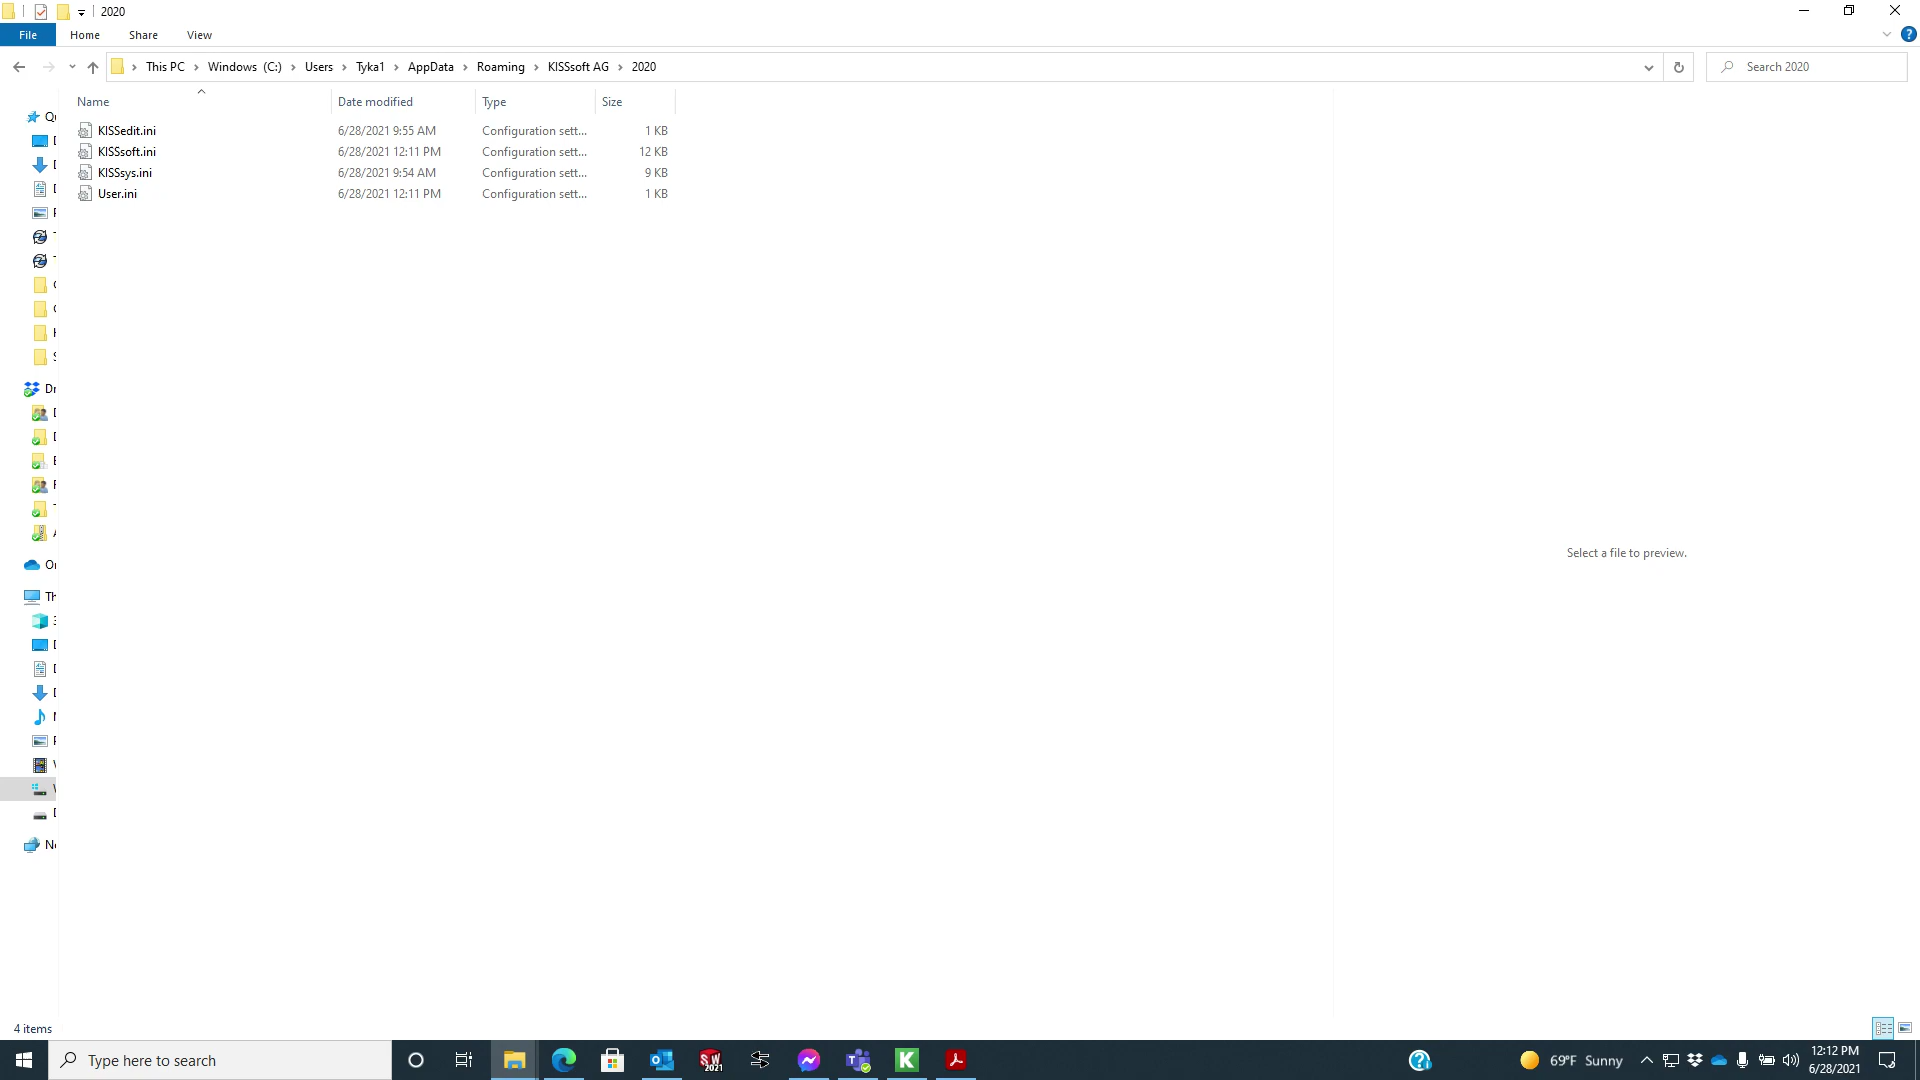 2020
File Home Share View
This PC Windows (C:) Users Tyka1 AppData Roaming KISSsoft AG 2020
Search 2020
Name Date modified Type Size
KISSedit.ini 6/28/2021 9:55 AM Configuration sett... 1 KB
KISSsoft.ini 6/28/2021 12:11 PM Configuration sett... 12 KB
KISSsys.ini 6/28/2021 9:54 AM Configuration sett... 9 KB
User.ini 6/28/2021 12:11 PM Configuration sett... 1 KB
Select a file to preview.
4 items
Type here to search
SW
2021
K
69°F Sunny
12:12 PM
6/28/2021